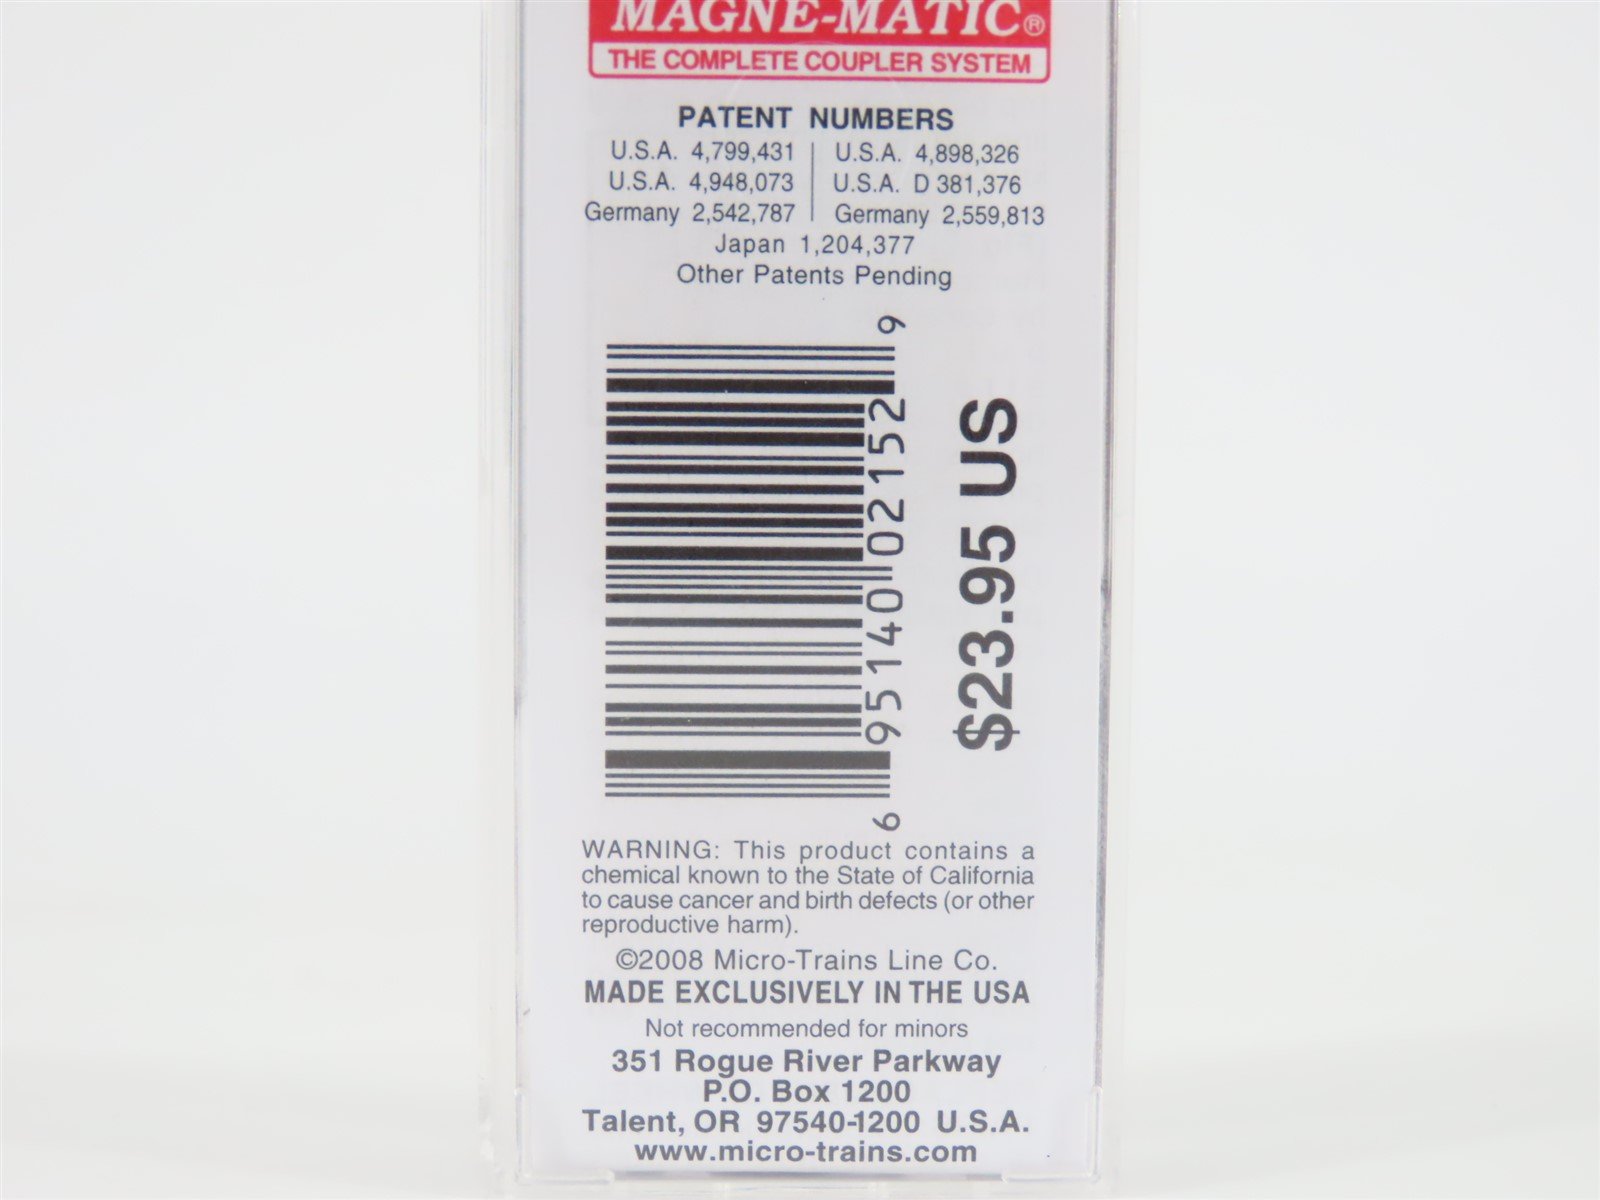 MAGNE-MATIC®
THE COMPLETE COUPLER SYSTEM
PATENT NUMBERS
U.S.A. 4,799,431 | U.S.A. 4,898,326
U.S.A. 4,948,073 | U.S.A. D 381,376
Germany 2,542,787 | Germany 2,559,813
Japan 1,204,377
Other Patents Pending
6 95140 02152 9
$23.95 US
WARNING: This product contains a
chemical known to the State of California
to cause cancer and birth defects (or other
reproductive harm).
©2008 Micro-Trains Line Co.
MADE EXCLUSIVELY IN THE USA
Not recommended for minors
351 Rogue River Parkway
P.O. Box 1200
Talent, OR 97540-1200 U.S.A.
www.micro-trains.com